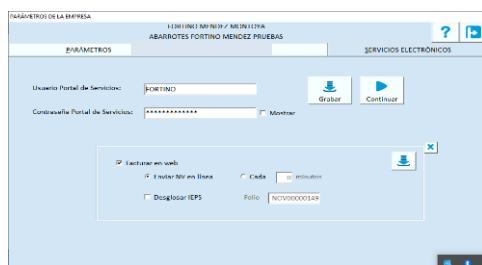 PARÁMETROS DE LA EMPRESA
FORTINO MENDEZ MONTOYA
ABARROTES FORTINO MENDEZ PRUEBAS
?
PARÁMETROS
SERVICIOS ELECTRÓNICOS
Usuario Portal de Servicios:
FORTINO
Grabar
Continuar
Contraseña Portal de Servicios:
*************
Mostrar
Facturar en web
Enviar NV en línea
Cada
minutos
Desglosar IEPS
Folio
NOV00000149